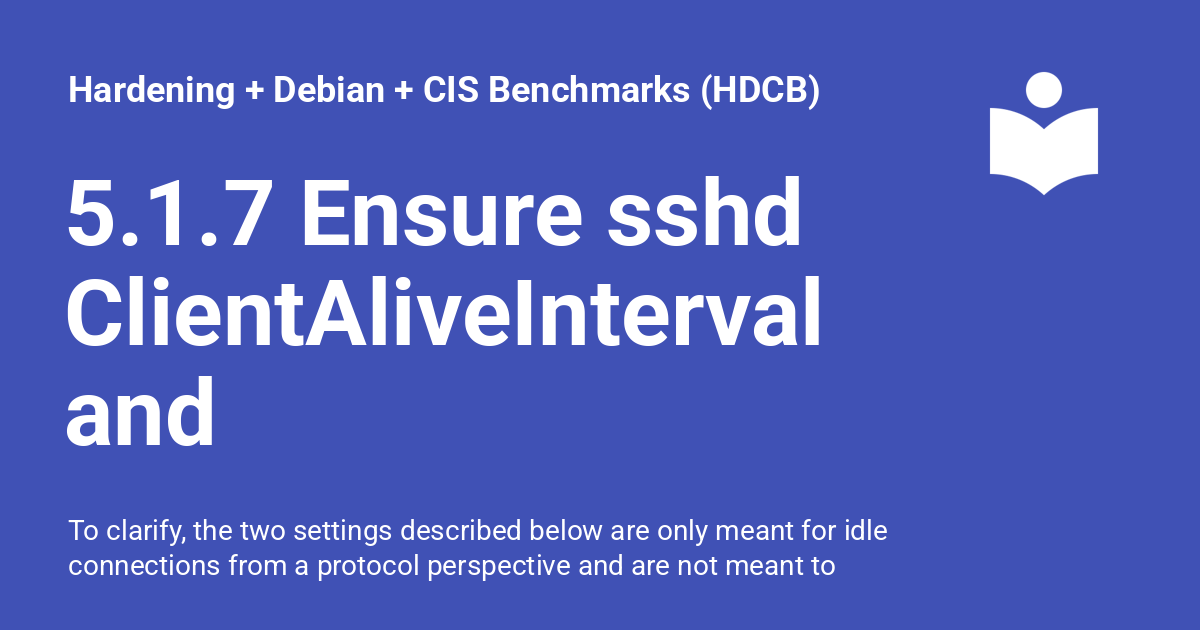 Hardening + Debian + CIS Benchmarks (HDCB)
5.1.7 Ensure sshd
ClientAliveInterval
and
To clarify, the two settings described below are only meant for idle
connections from a protocol perspective and are not meant to